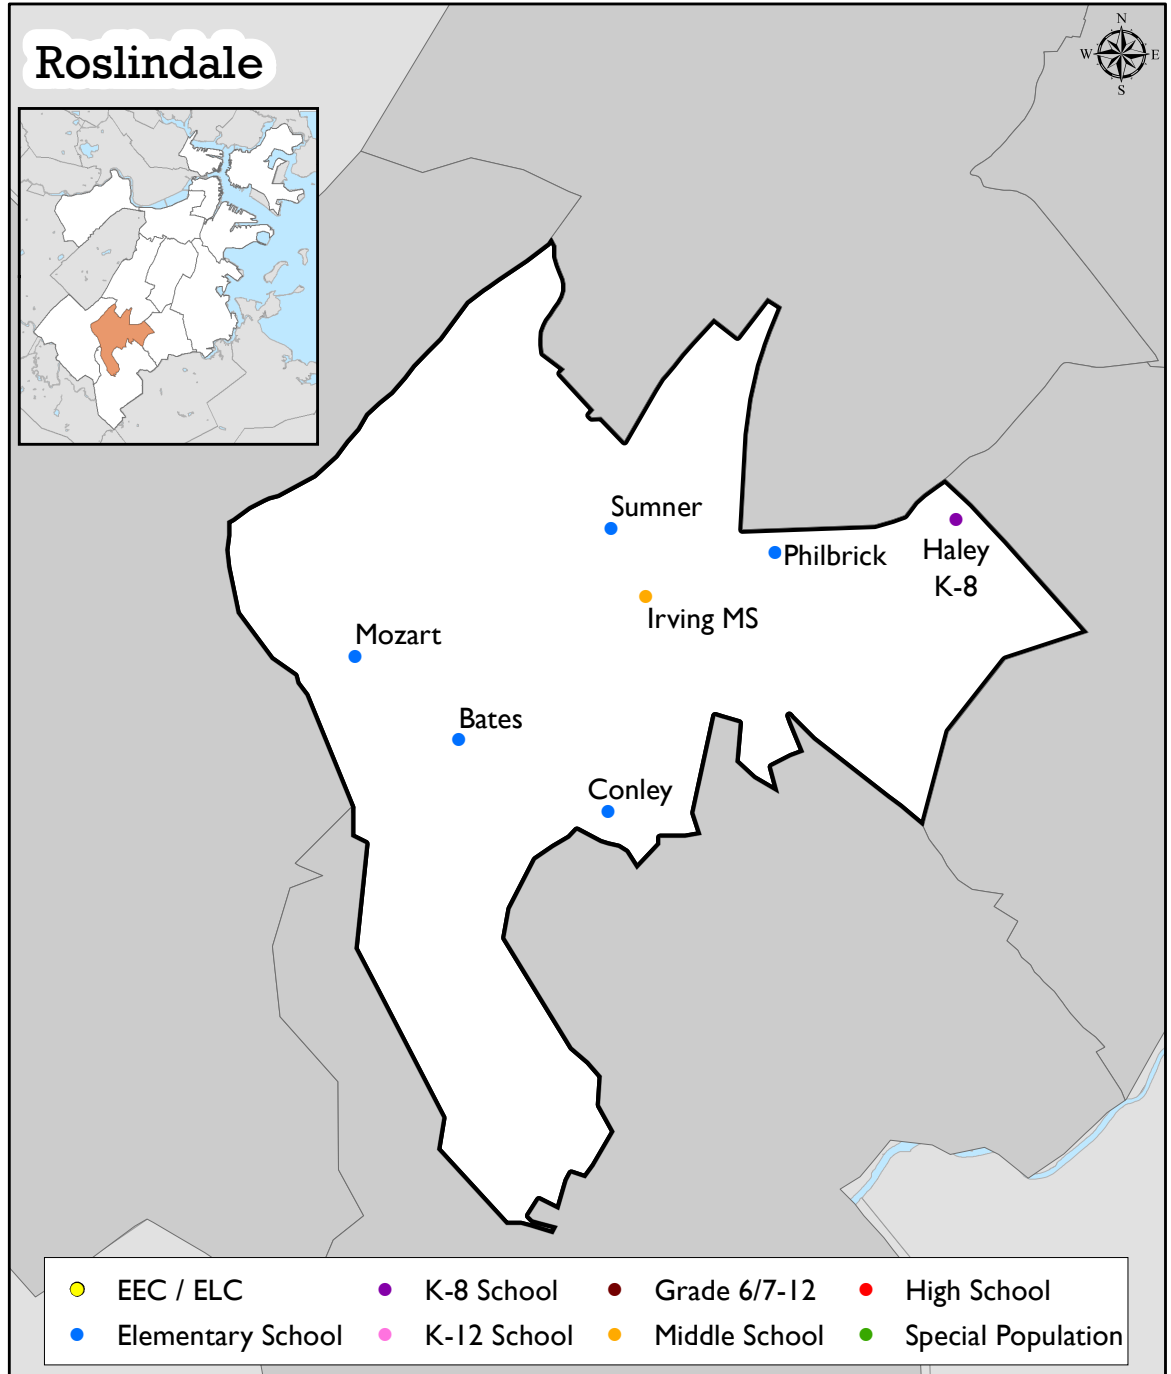 Roslindale
N
W
E
S
Sumner
Philbrick
Haley
K-8
Irving MS
Mozart
Bates
Conley
EEC / ELC
K-8 School
Grade 6/7-12
High School
Elementary School
K-12 School
Middle School
Special Population